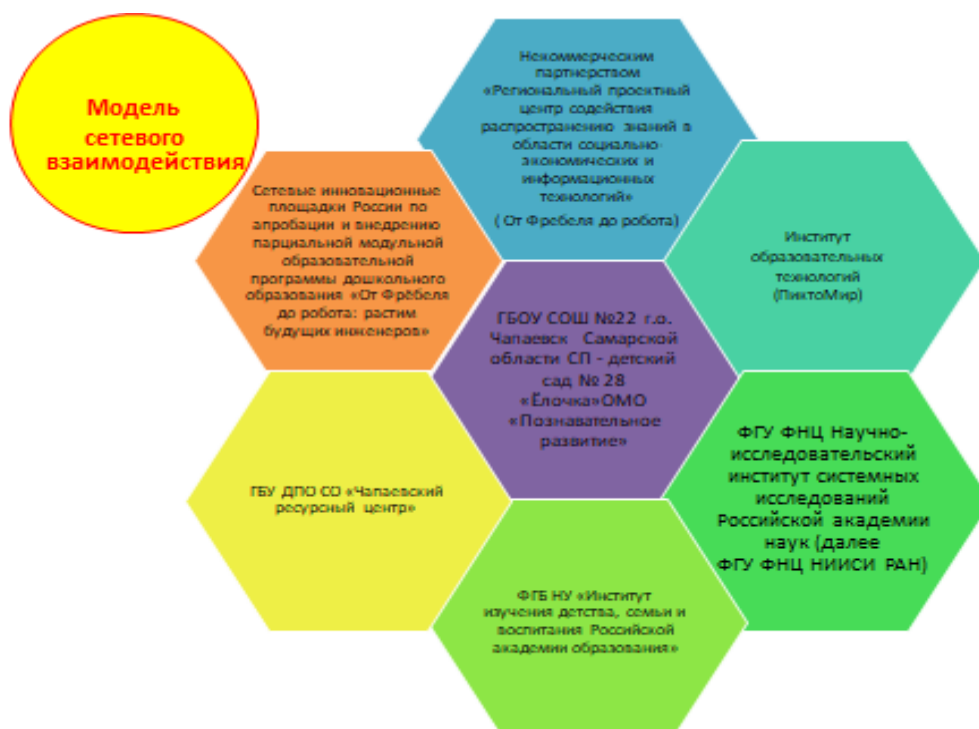 Модель
сетевого
взаимодействия
Некоммерческим
партнерством
«Региональный проектный
центр содействия
распространению знаний в
области социально-
экономических и
информационных
технологий»
( От Фребеля до робота)
Сетевые инновационные
площадки России по
апробации и внедрению
парциальной модульной
образовательной
программы дошкольного
образования «От Фрёбеля
до робота: растим
будущих инженеров»
Институт
образовательных
технологий
(ПиктоМир)
ГБОУ СОШ №22 г.о.
Чапаевск Самарской
области СП - детский
сад № 28
«Ёлочка»ОМО
«Познавательное
развитие»
ГБУ ДПО СО «Чапаевский
ресурсный центр»
ФГУ ФНЦ Научно-
исследовательский
институт системных
исследований
Российской академии
наук (далее
ФГУ ФНЦ НИИСИ РАН)
ФГБ НУ «Институт
изучения детства, семьи и
воспитания Российской
академии образования»